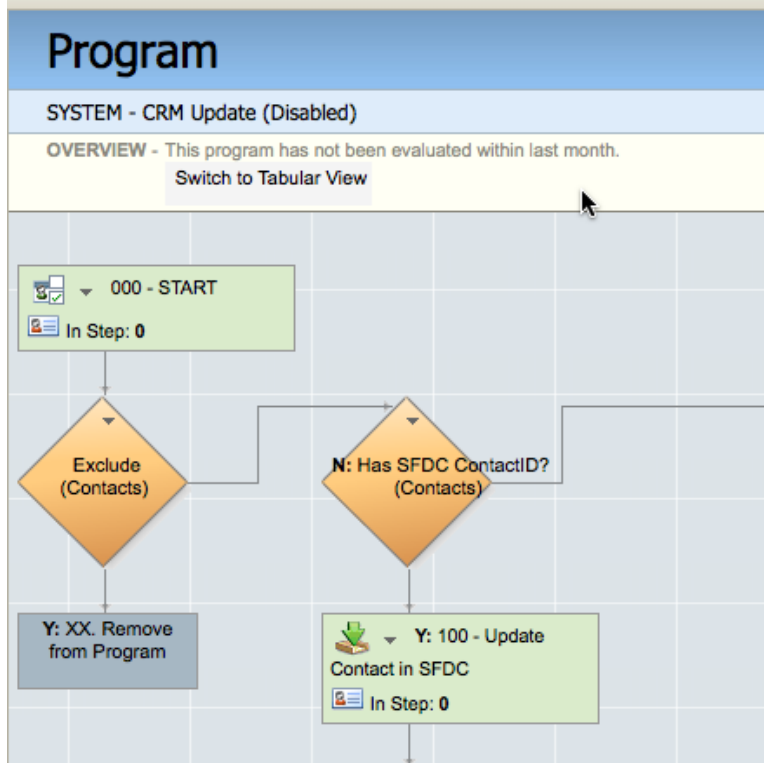 Program
SYSTEM - CRM Update (Disabled)
OVERVIEW - This program has not been evaluated within last month.
Switch to Tabular View
000 - START
In Step: 0
Exclude
(Contacts)
N: Has SFDC ContactID?
(Contacts)
Y: XX. Remove
from Program
Y: 100 - Update
Contact in SFDC
In Step: 0